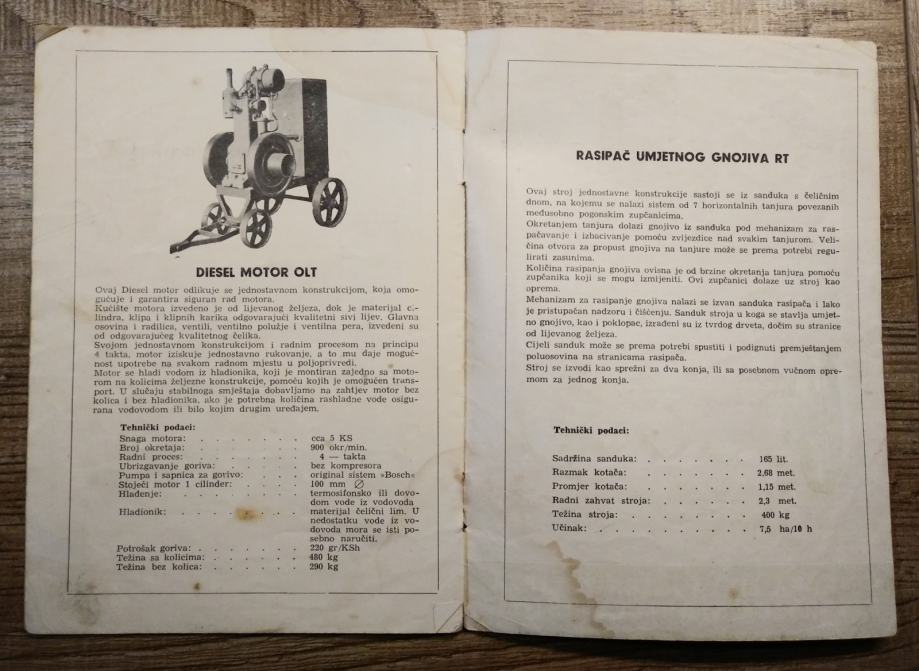 DIESEL MOTOR OLT
Ovaj Diesel motor odlikuje se jednostavnom konstrukcijom, koja omo-
gućuje i garantira siguran rad motora.
Kućište motora izvedeno je od lijevanog željeza, dok je materijal ci-
lindra, klipa i klipnih karika odgovarajući kvalitetni sivi lijev. Glavna
osovina i radilica, ventili, ventilno polužje i ventilna pera, izvedeni su
od odgovarajućeg kvalitetnog čelika.
Svojom jednostavnom konstrukcijom i radnim procesom na principu
4 takta, motor iziskuje jednostavno rukovanje, a to mu daje moguć-
nost upotrebe na svakom radnom mjestu u poljoprivredi.
Motor se hladi vodom iz hladionika, koji je montiran zajedno sa moto-
rom na kolicima željezne konstrukcije, pomoću kojih je omogućen trans-
port. U slučaju stabilnoga smještaja dobavljamo na zahtjev motor bez
kolica i bez hladionika, ako je potrebna količina rashladne vode osigu-
rana vodovodom ili bilo kojim drugim uređajem.
Tehnički podaci:
Snaga motora: . . . . . . . cca 5 KS
Broj okretaja: . . . . . . . 900 okr/min.
Radni proces: . . . . . . . 4 — takta
Ubrizgavanje goriva: . . . . . bez kompresora
Pumpa i sapnica za gorivo: . . . . original sistem »Bosch«
Stojeći motor 1 cilinder: . . . . . 100 mm ∅
Hlađenje: . . . . . . . termosifonsko ili dovo-
dom vode iz vodovoda
Hladionik: . . . . . . . . materijal čelični lim. U
nedostatku vode iz vo-
dovoda mora se isti po-
sebno naručiti.
Potrošak goriva: . . . . . . . 220 gr/KSh
Težina sa kolicima: . . . . . . 480 kg
Težina bez kolica: . . . . . . 290 kg
RASIPAČ UMJETNOG GNOJIVA RT
Ovaj stroj jednostavne konstrukcije sastoji se iz sanduka s čeličnim
dnom, na kojemu se nalazi sistem od 7 horizontalnih tanjura povezanih
međusobno pogonskim zupčanicima.
Okretanjem tanjura dolazi gnojivo iz sanduka pod mehanizam za ras-
pačavanje i izbacivanje pomoću zvijezdice nad svakim tanjurom. Veli-
čina otvora za propust gnojiva na tanjure može se prema potrebi regu-
lirati zasunima.
Količina rasipanja gnojiva ovisna je od brzine okretanja tanjura pomoću
zupčanika koji se mogu izmijeniti. Ovi zupčanici dolaze uz stroj kao
oprema.
Mehanizam za rasipanje gnojiva nalazi se izvan sanduka rasipača i lako
je pristupačan nadzoru i čišćenju. Sanduk stroja u koga se stavlja umjet-
no gnojivo, kao i poklopac, izrađeni su iz tvrdog drveta, dočim su stranice
od lijevanog željeza.
Cijeli sanduk može se prema potrebi spustiti i podignuti premještanjem
poluosovina na stranicama rasipača.
Stroj se izvodi kao sprežni za dva konja, ili sa posebnom vučnom opre-
mom za jednog konja.
Tehnički podaci:
Sadržina sanduka: . . . . . . . 165 lit.
Razmak kotača: . . . . . . . 2,68 met.
Promjer kotača: . . . . . . . 1,15 met.
Radni zahvat stroja: . . . . . . 2,3 met.
Težina stroja: . . . . . . . 400 kg
Učinak: . . . . . . . . . 7,5 ha/10 h